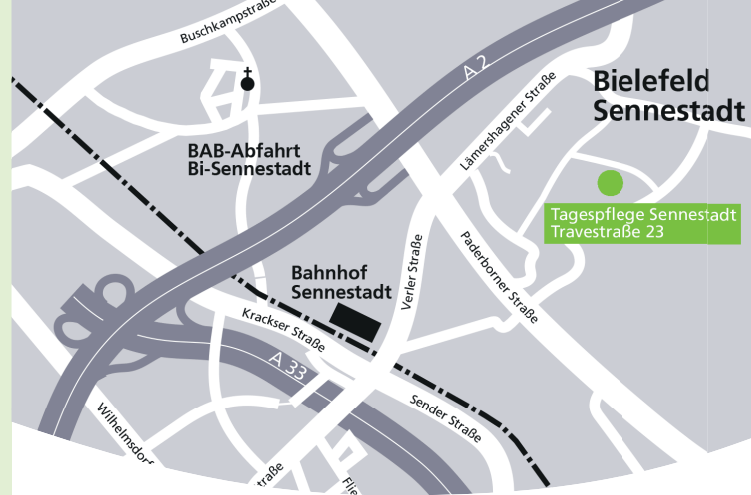 Buschkampstraße
A 2
Bielefeld
Sennestadt
Lämershagener Straße
BAB-Abfahrt
Bi-Sennestadt
Tagespflege Sennestadt
Travestraße 23
Bahnhof
Sennestadt
Verler Straße
Paderborner Straße
Krackser Straße
A 33
Sender Straße